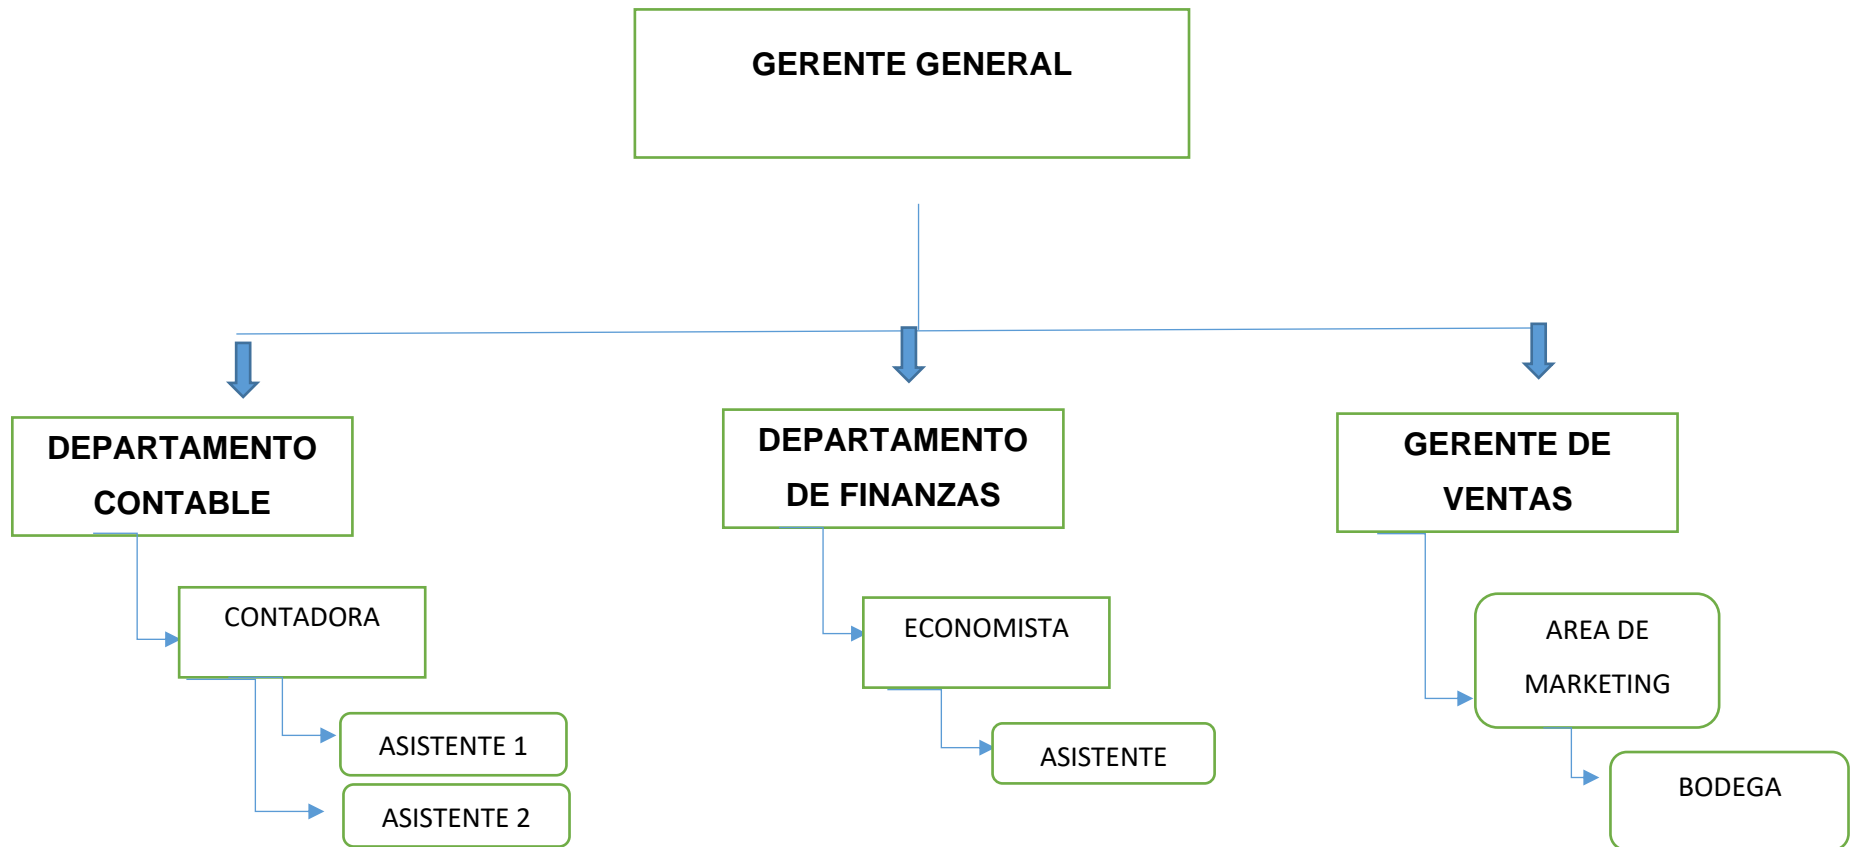 GERENTE GENERAL
DEPARTAMENTO
CONTABLE
DEPARTAMENTO
DE FINANZAS
GERENTE DE
VENTAS
CONTADORA
ECONOMISTA
AREA DE
MARKETING
ASISTENTE 1
ASISTENTE
BODEGA
ASISTENTE 2